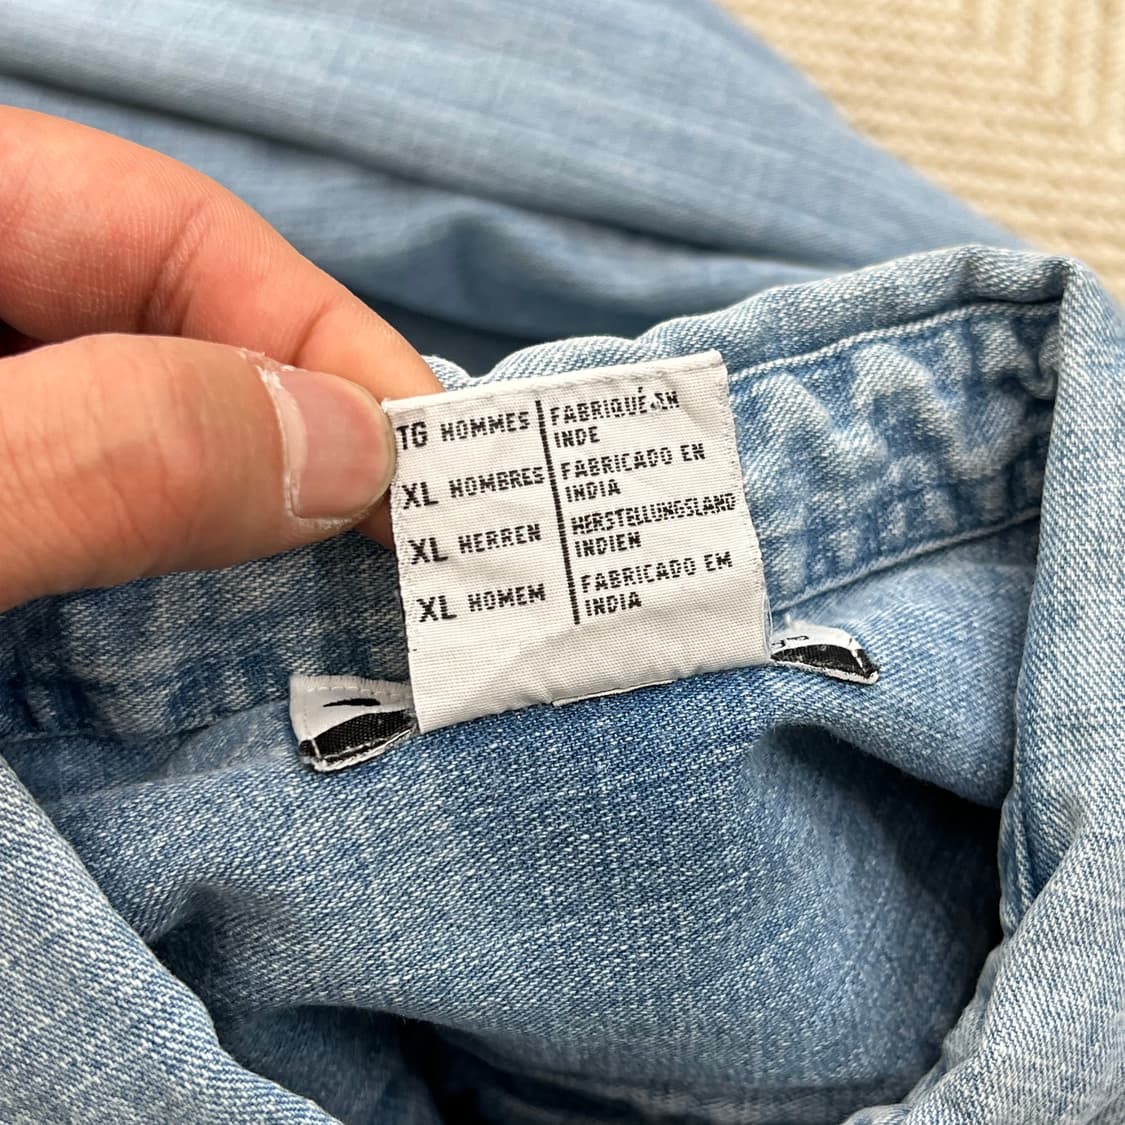 TG HOMMES
XL HOMBRES
XL HERREN
XL HOMEM
FABRIQUÉ EN
INDE
FABRICADO EN
INDIA
HERSTELLUNGSLAND
INDIEN
FABRICADO EM
INDIA